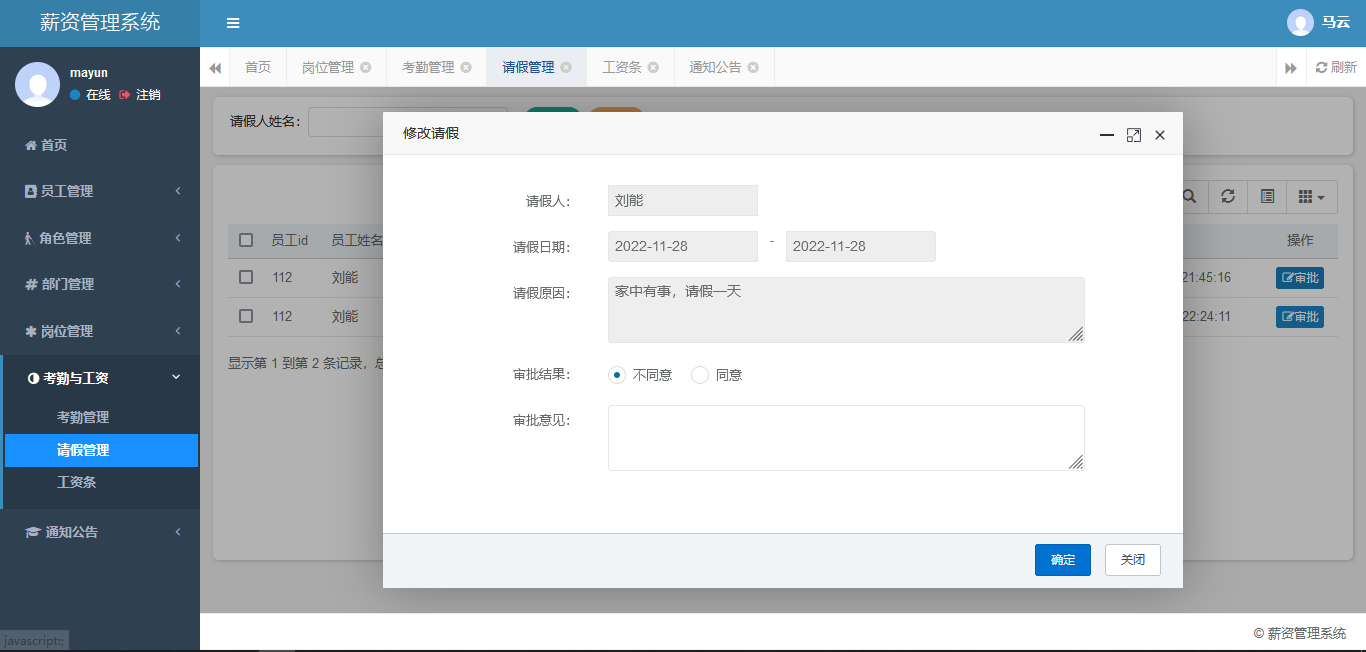 薪资管理系统
马云
首页 岗位管理 考勤管理 请假管理 工资条 通知公告 刷新
mayun
在线 注销
首页
员工管理
角色管理
部门管理
岗位管理
考勤与工资
考勤管理
请假管理
工资条
通知公告
请假人姓名：
员工id 员工姓名 操作
112 刘能 21:45:16 审批
112 刘能 22:24:11 审批
显示第 1 到第 2 条记录，总
修改请假
请假人： 刘能
请假日期： 2022-11-28 - 2022-11-28
请假原因： 家中有事，请假一天
审批结果： 不同意 同意
审批意见：
确定 关闭
© 薪资管理系统
javascript:;